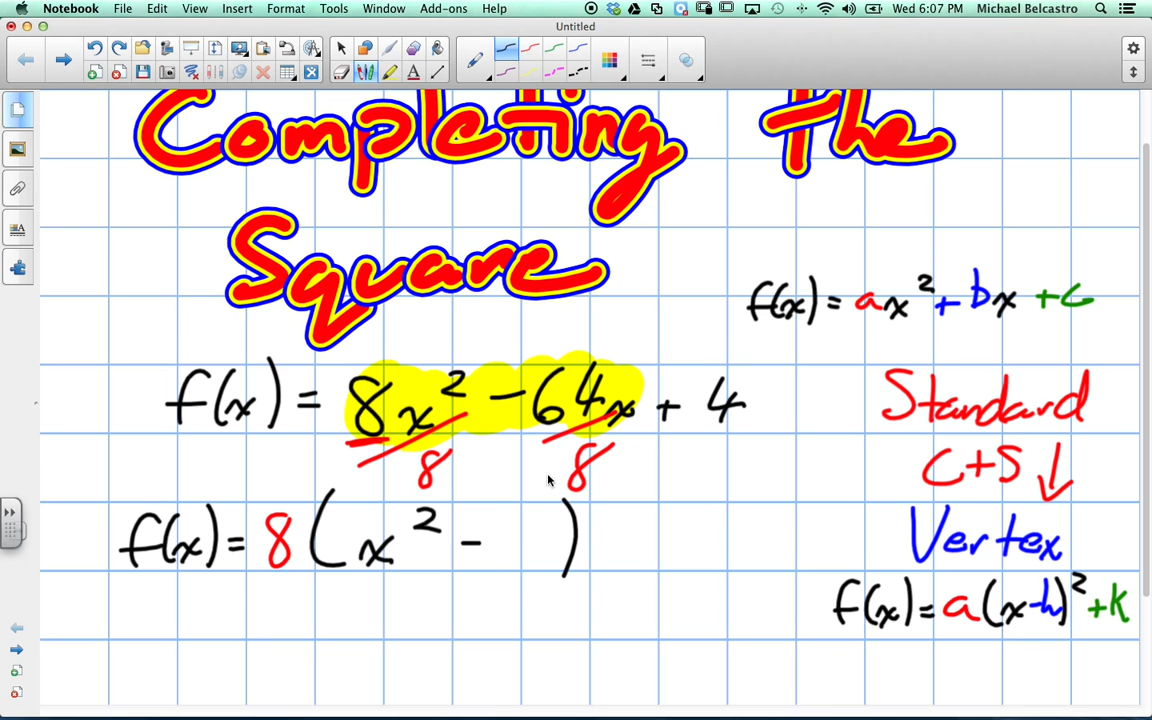 Notebook File Edit View Insert Format Tools Window Add-ons Help Wed 6:07 PM Michael Belcastro
Untitled
Completing The
Square
f(x) = ax² + bx + c
f(x) = 8x² - 64x + 4
8 8
Standard
C+S ↓
f(x) = 8( x² - )
Vertex
f(x) = a(x-h)² + k